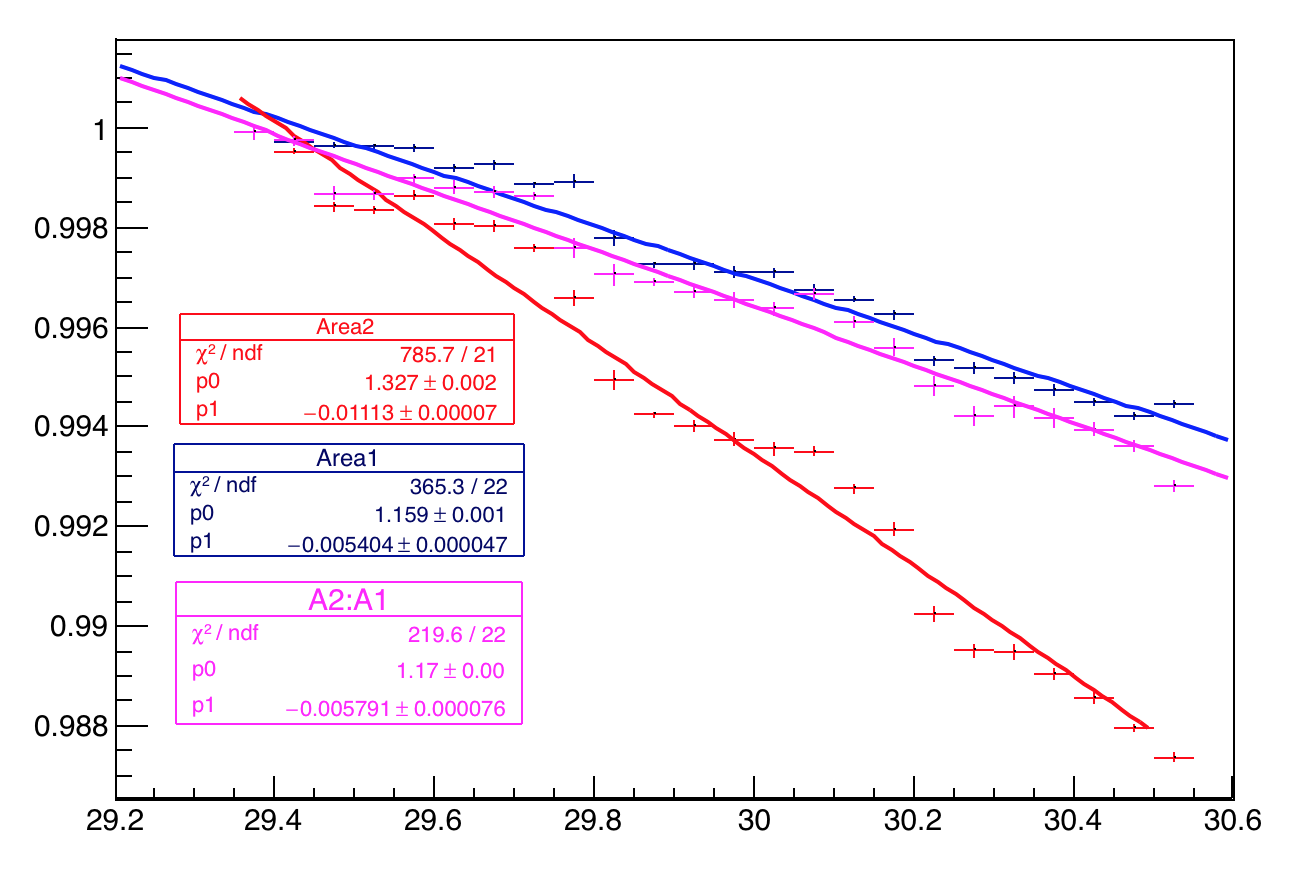 1
0.998
0.996
0.994
0.992
0.99
0.988
Area2
χ² / ndf 785.7 / 21
p0 1.327 ± 0.002
p1 −0.01113 ± 0.00007
Area1
χ² / ndf 365.3 / 22
p0 1.159 ± 0.001
p1 −0.005404 ± 0.000047
A2:A1
χ² / ndf 219.6 / 22
p0 1.17 ± 0.00
p1 −0.005791 ± 0.000076
29.2 29.4 29.6 29.8 30 30.2 30.4 30.6